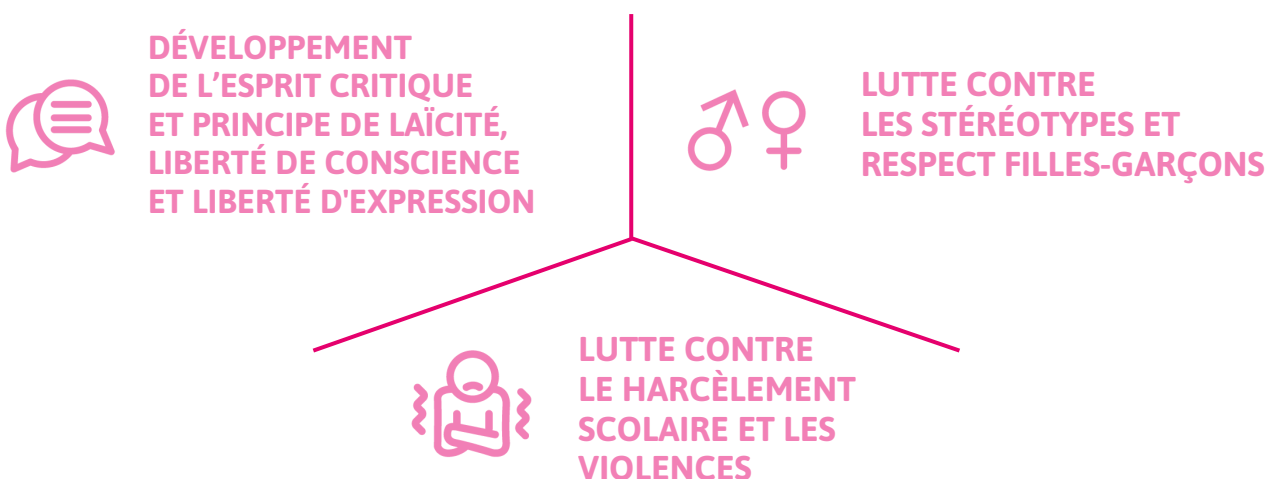 DÉVELOPPEMENT
DE L’ESPRIT CRITIQUE
ET PRINCIPE DE LAÏCITÉ,
LIBERTÉ DE CONSCIENCE
ET LIBERTÉ D'EXPRESSION
LUTTE CONTRE
LES STÉRÉOTYPES ET
RESPECT FILLES-GARÇONS
LUTTE CONTRE
LE HARCÈLEMENT
SCOLAIRE ET LES
VIOLENCES